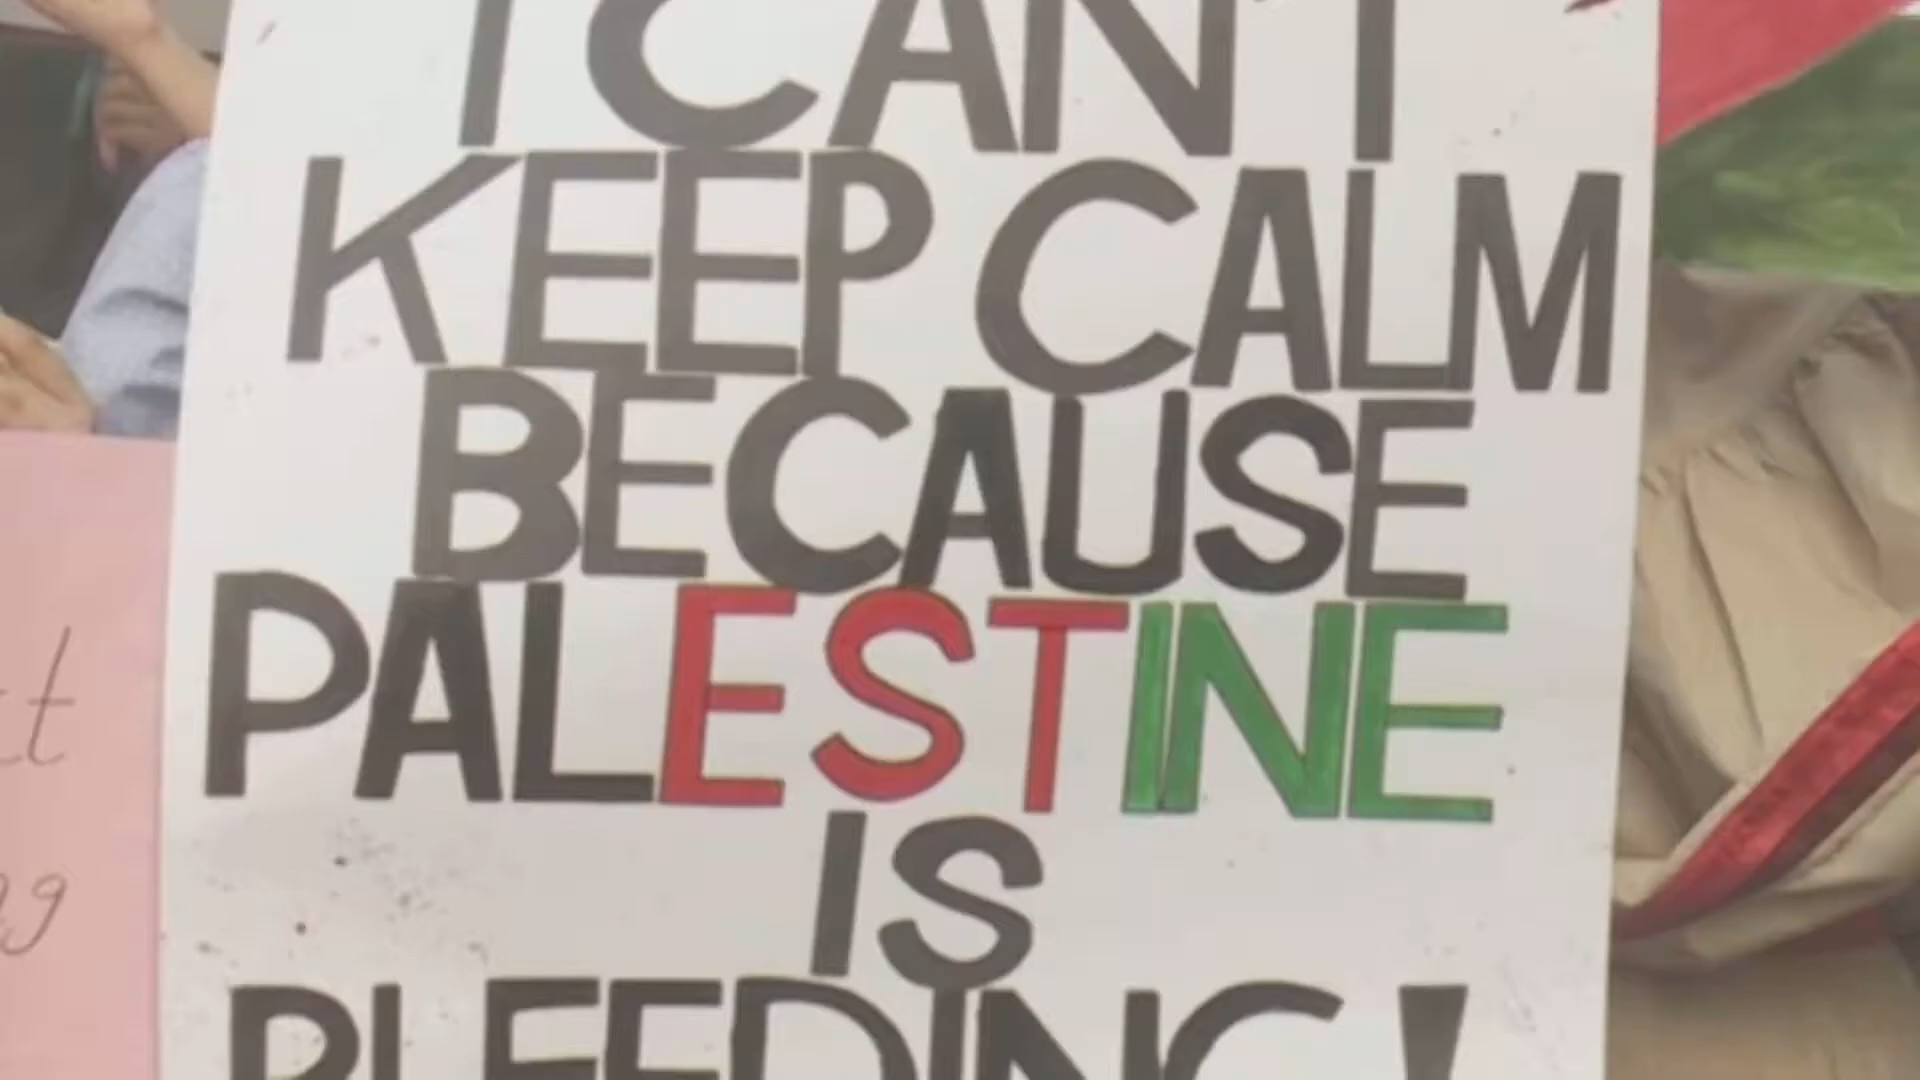 I CAN'T
KEEP CALM
BECAUSE
PALESTINE
IS
BLEEDING!